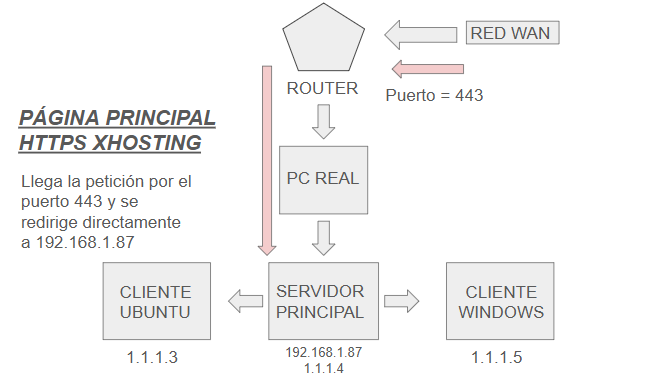 RED WAN
ROUTER
Puerto = 443
PÁGINA PRINCIPAL
HTTPS XHOSTING
Llega la petición por el
puerto 443 y se
redirige directamente
a 192.168.1.87
PC REAL
CLIENTE
UBUNTU
1.1.1.3
SERVIDOR
PRINCIPAL
192.168.1.87
1.1.1.4
CLIENTE
WINDOWS
1.1.1.5